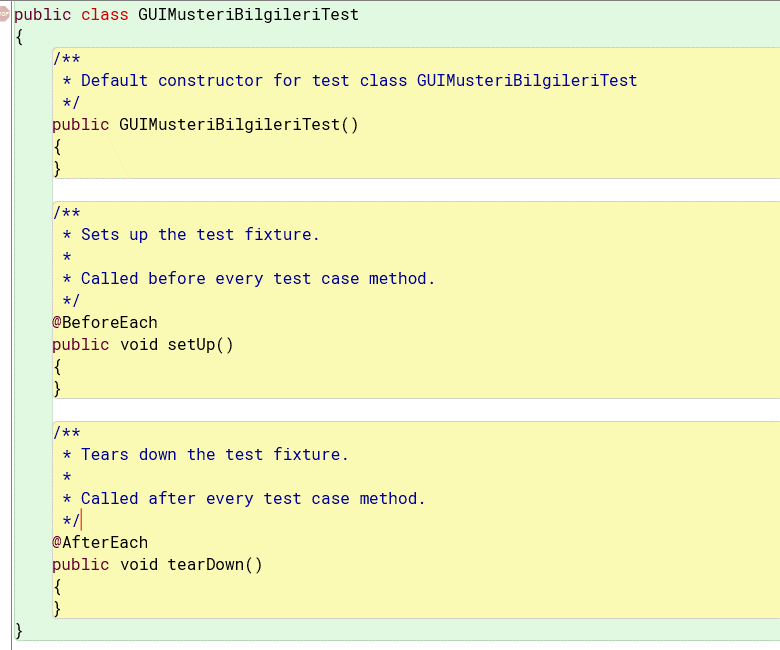 public class GUIMusteriBilgileriTest
{
/**
* Default constructor for test class GUIMusteriBilgileriTest
*/
public GUIMusteriBilgileriTest()
{
}
/**
* Sets up the test fixture.
*
* Called before every test case method.
*/
@BeforeEach
public void setUp()
{
}
/**
* Tears down the test fixture.
*
* Called after every test case method.
*/
@AfterEach
public void tearDown()
{
}
}